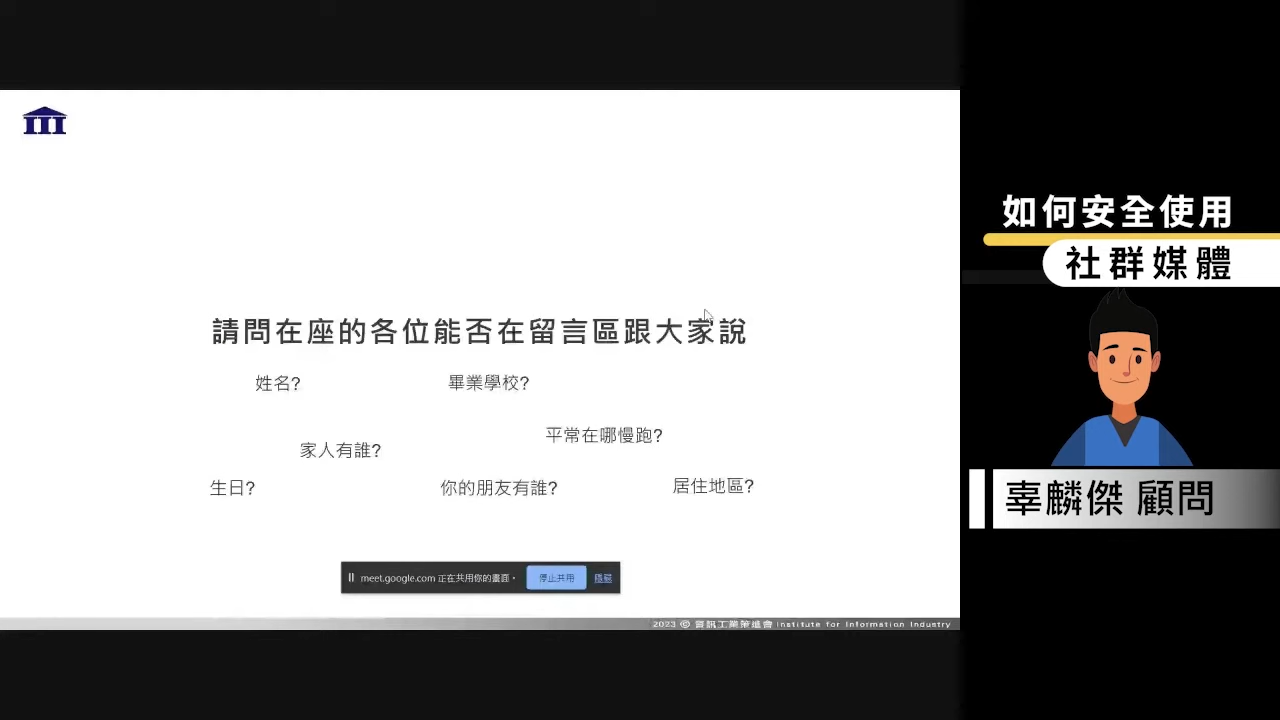 請問在座的各位能否在留言區跟大家說
姓名?
畢業學校?
平常在哪慢跑?
家人有誰?
生日?
你的朋友有誰?
居住地區?
meet.google.com 正在共用你的畫面。
停止共用
隱藏
2023 © 資訊工業策進會 Institute for Information Industry
如何安全使用
社群媒體
辜麟傑 顧問